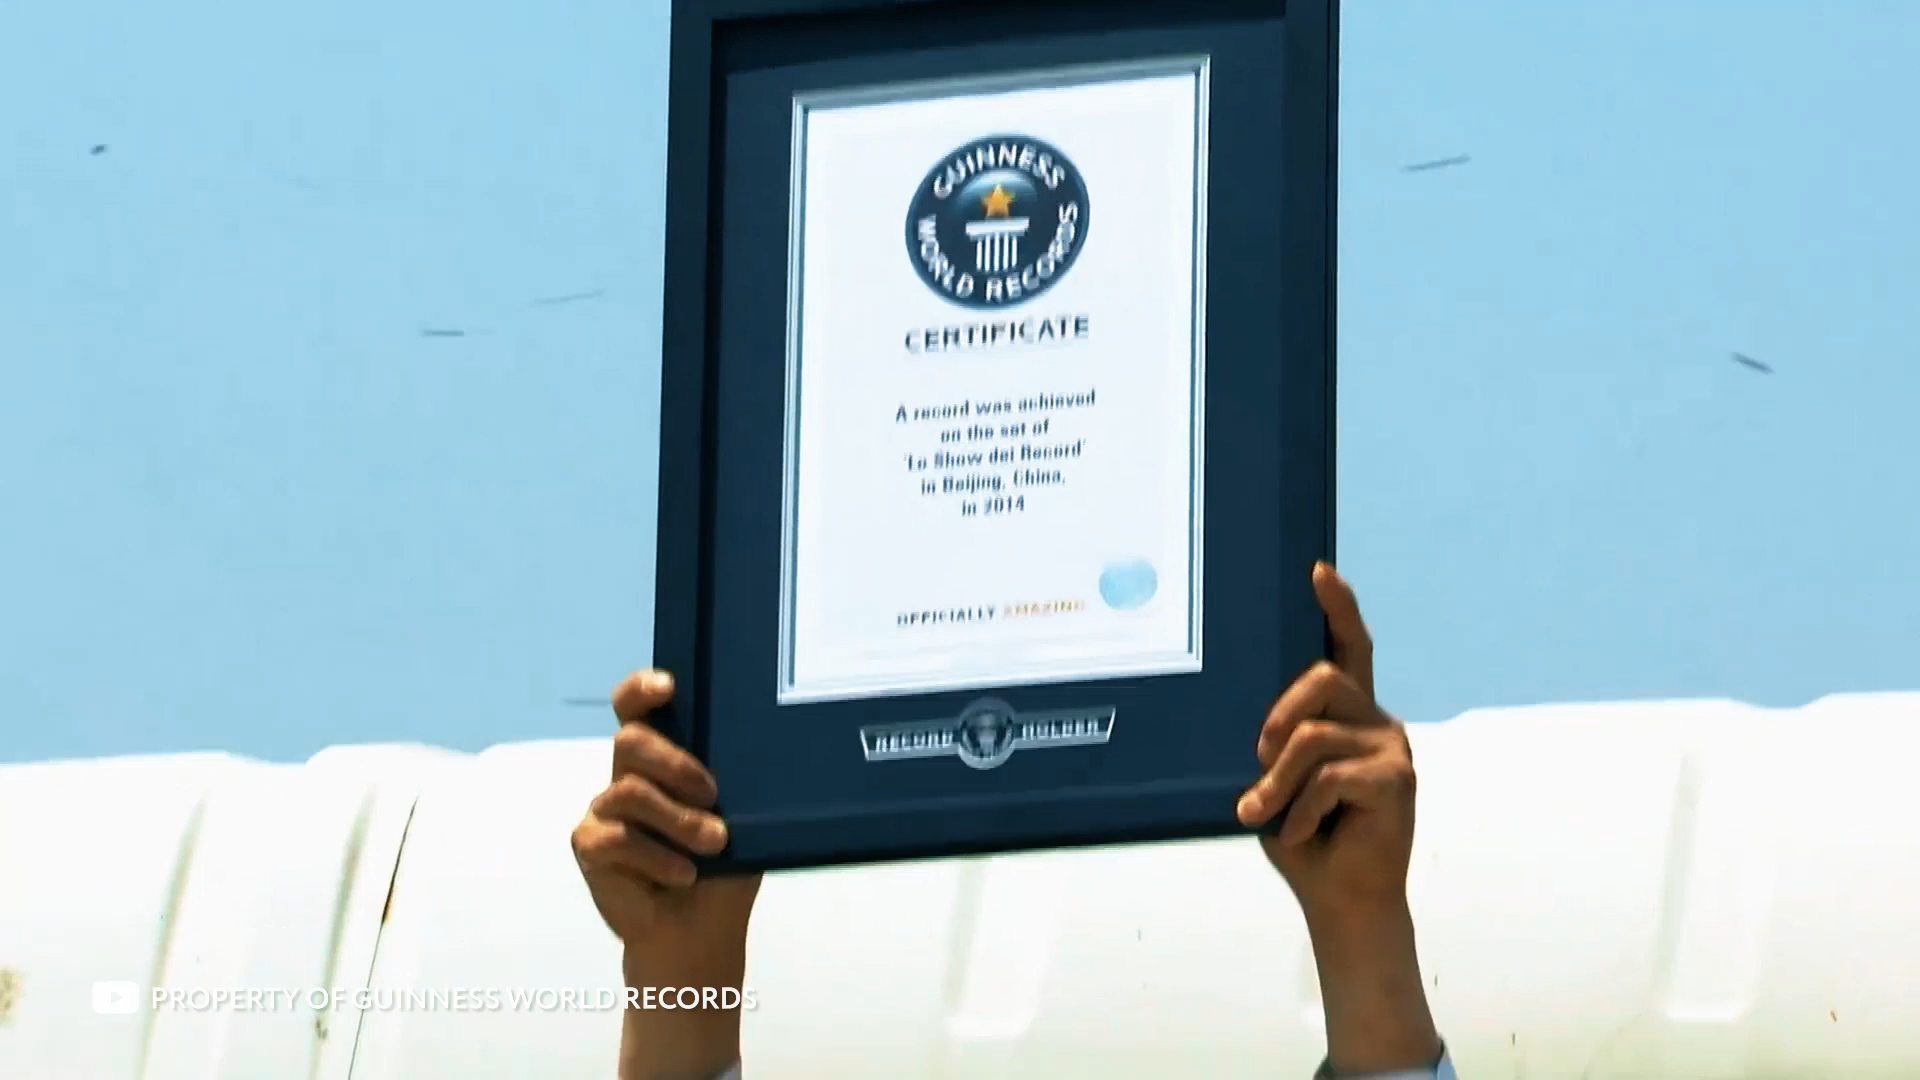 GUINNESS
WORLD RECORDS
CERTIFICATE
A record was achieved
on the set of
'Lo Show dei Record'
in Beijing, China,
in 2014
OFFICIALLY AMAZING
RECORD HOLDER
PROPERTY OF GUINNESS WORLD RECORDS